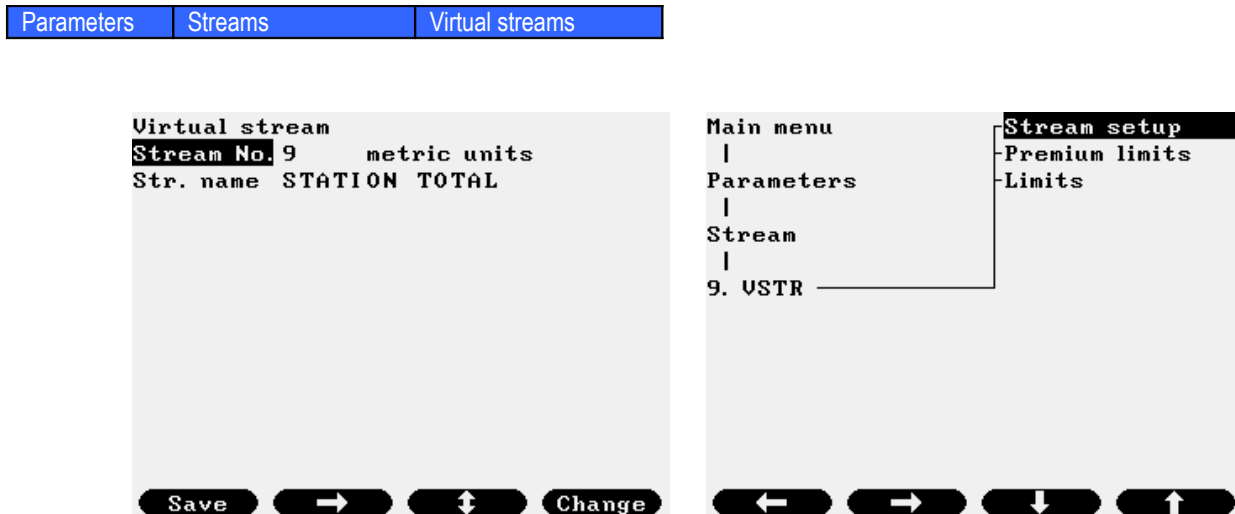 Parameters Streams Virtual streams
Virtual stream
Stream No. 9 metric units
Str. name STATION TOTAL
Save Change
Main menu
Parameters
Stream
9. VSTR
Stream setup
Premium limits
Limits